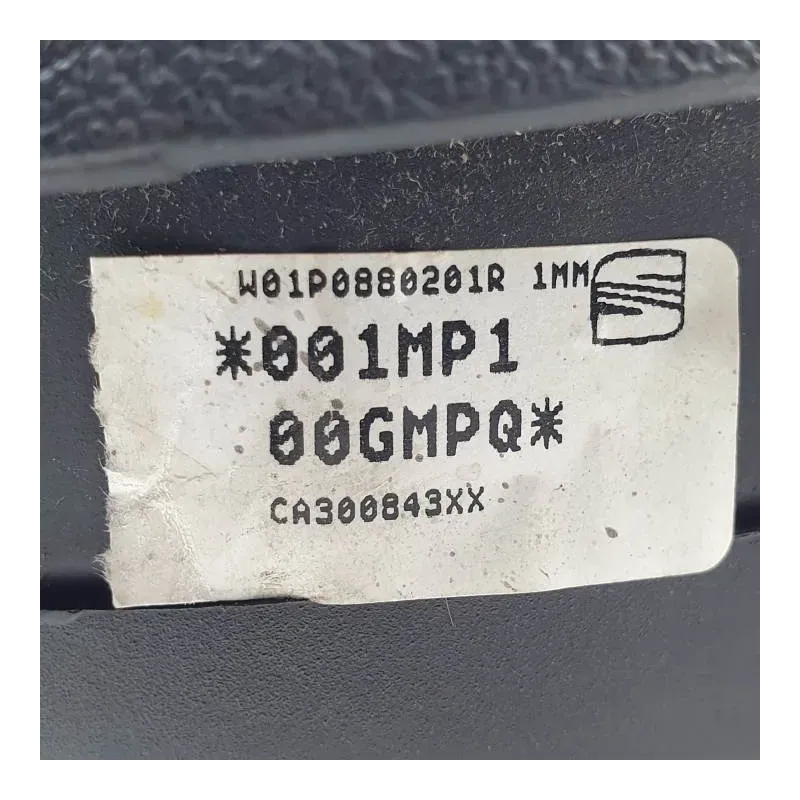 W01P0880201R 1MM
*001MP1
00GMPQ*
CA300843XX